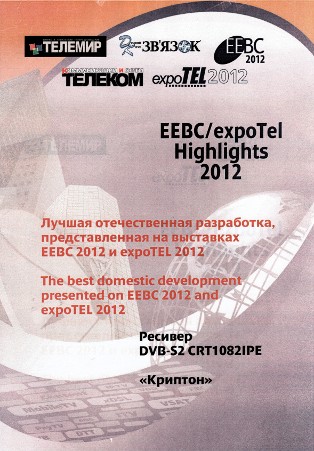 ТЕЛЕМИР
ЗВ'ЯЗОК
EEBC
2012
ТЕЛЕКОМ
expoTEL 2012
EEBC/expoTel
Highlights
2012
ТЕЛЕМИР
Лучшая отечественная разработка,
представленная на выставках
EEBC 2012 и expoTEL 2012
The best domestic development
presented on EEBC 2012 and
expoTEL 2012
Ресивер
DVB-S2 CRT1082IPE
«Криптон»
VSAT